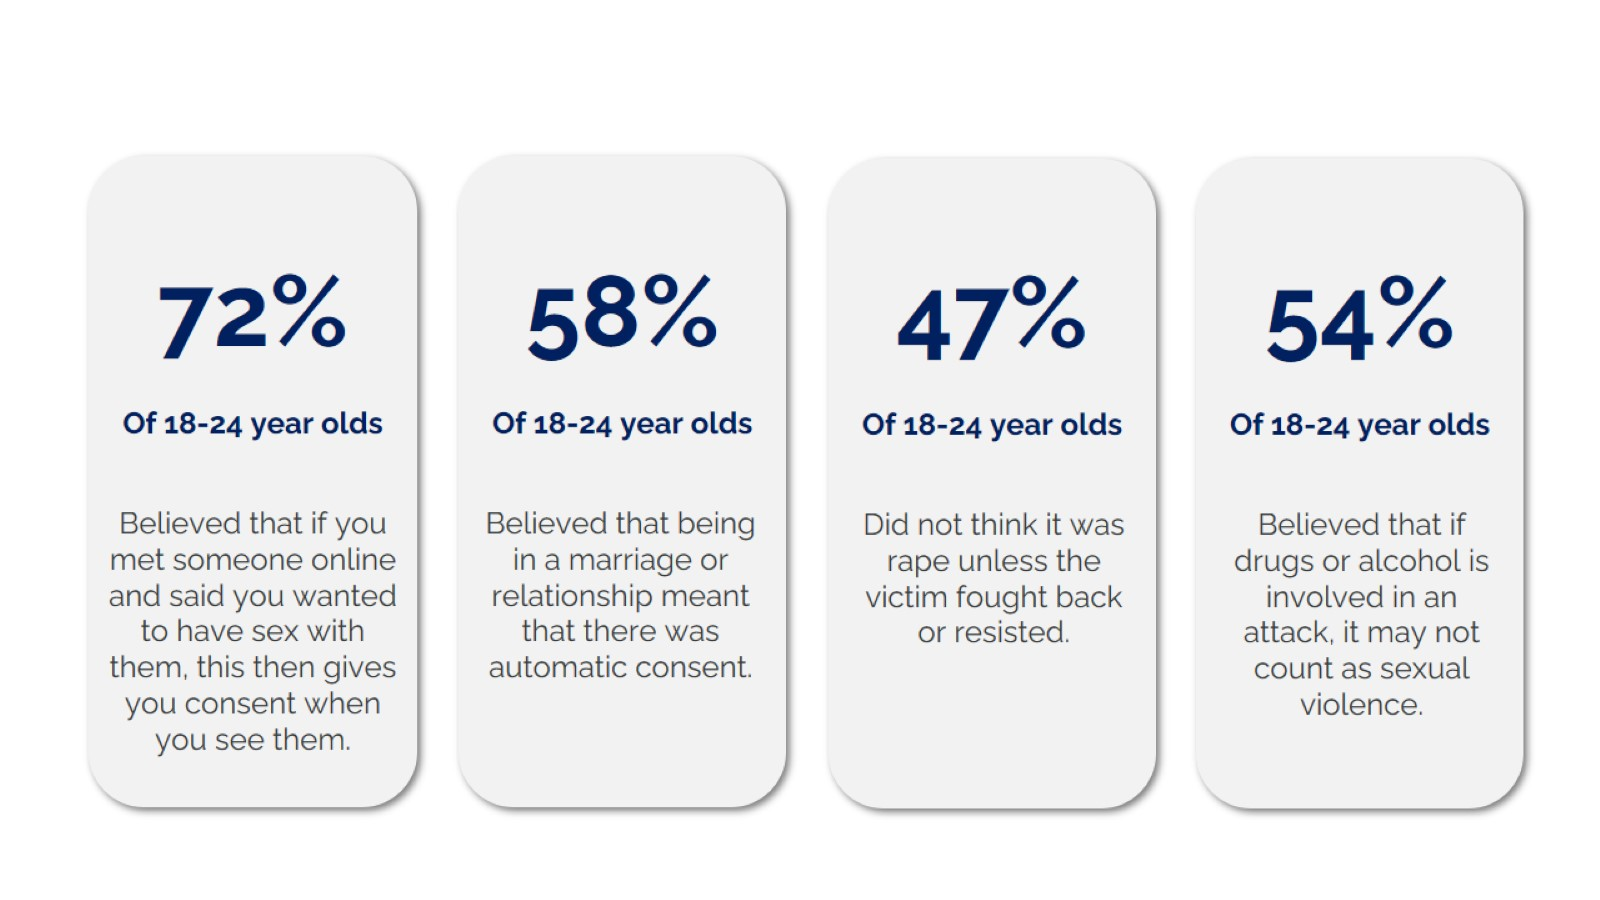 72%
Of 18-24 year olds
Believed that if you
met someone online
and said you wanted
to have sex with
them, this then gives
you consent when
you see them.
58%
Of 18-24 year olds
Believed that being
in a marriage or
relationship meant
that there was
automatic consent.
47%
Of 18-24 year olds
Did not think it was
rape unless the
victim fought back
or resisted.
54%
Of 18-24 year olds
Believed that if
drugs or alcohol is
involved in an
attack, it may not
count as sexual
violence.